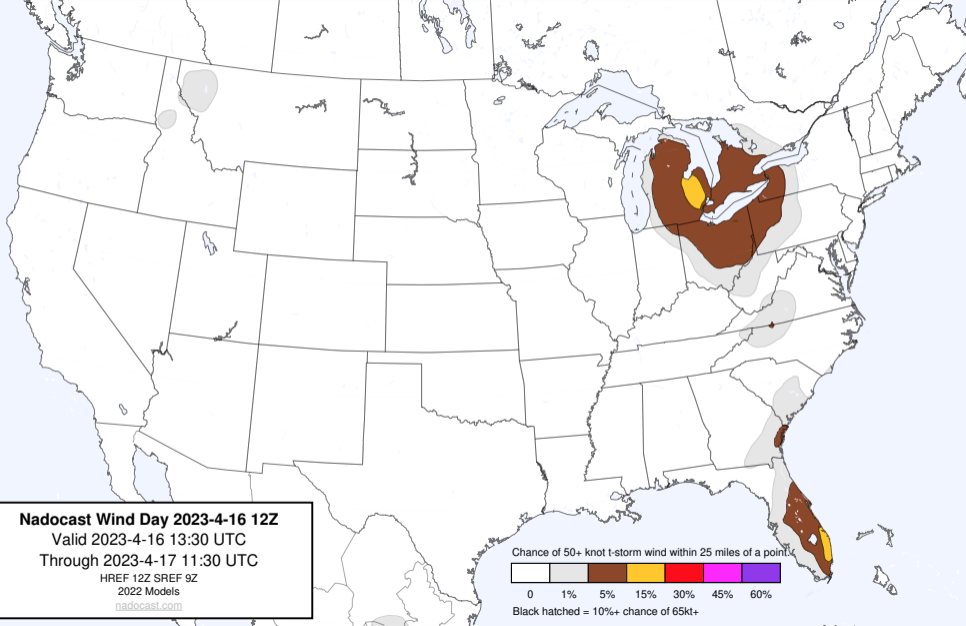 Nadocast Wind Day 2023-4-16 12Z
Valid 2023-4-16 13:30 UTC
Through 2023-4-17 11:30 UTC
HREF 12Z SREF 9Z
2022 Models
nadocast.com
Chance of 50+ knot t-storm wind within 25 miles of a point.
0 1% 5% 15% 30% 45% 60%
Black hatched = 10%+ chance of 65kt+